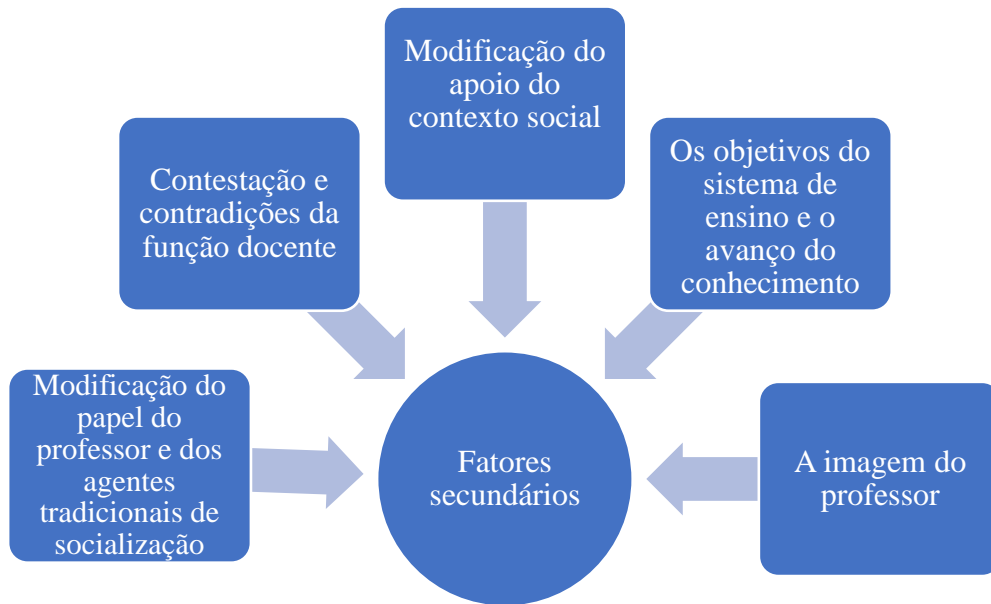 Modificação do
apoio do
contexto social
Contestação e
contradições da
função docente
Os objetivos do
sistema de
ensino e o
avanço do
conhecimento
Modificação do
papel do
professor e dos
agentes
tradicionais de
socialização
Fatores
secundários
A imagem do
professor